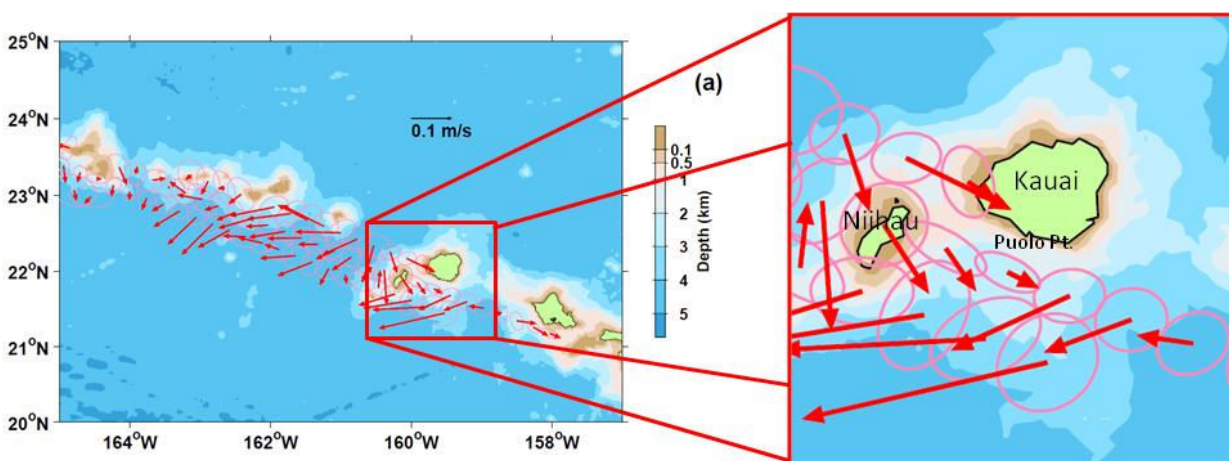 25°N
24°N
23°N
22°N
21°N
20°N
164°W
162°W
160°W
158°W
0.1 m/s
(a)
0.1
0.5
1
2
3
4
5
Depth (km)
Kauai
Niihau
Puolo Pt.